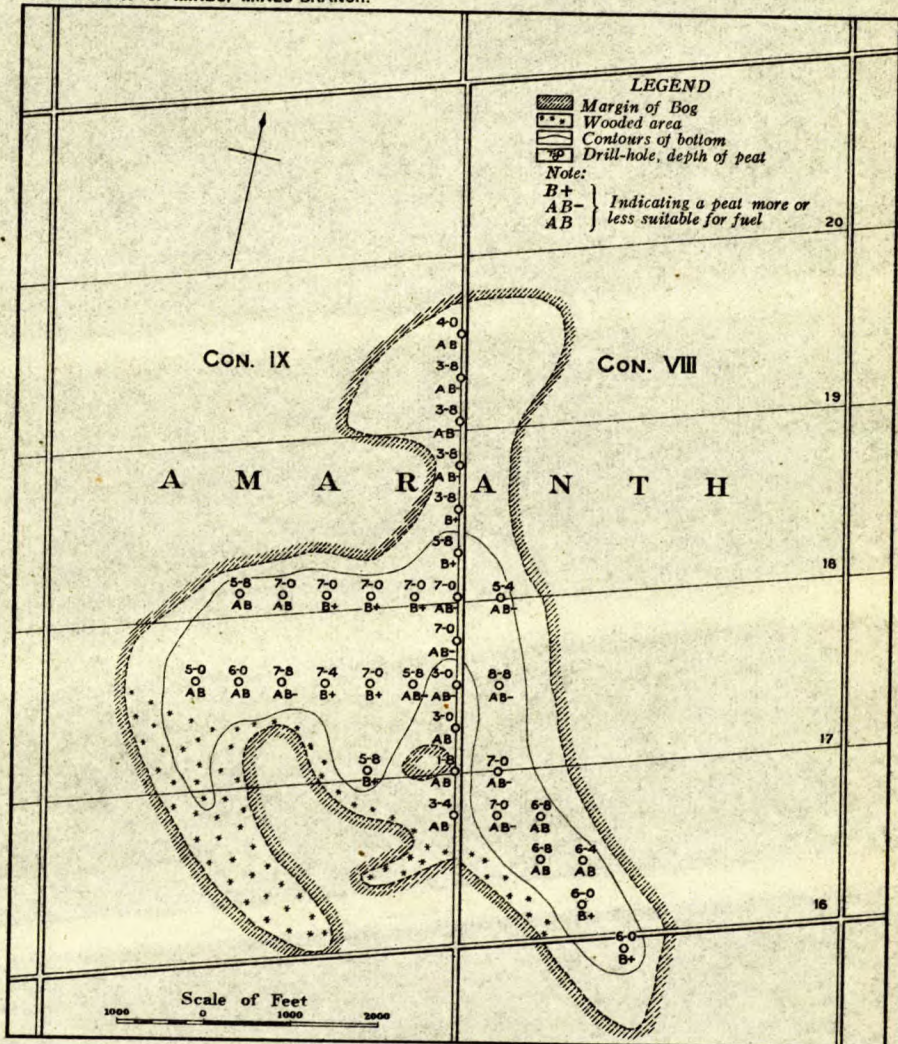 MINES BRANCH.
LEGEND
Margin of Bog
Wooded area
Contours of bottom
Drill-hole, depth of peat
Note:
B+
AB- } Indicating a peat more or
AB less suitable for fuel
20
4-0
AB
CON. IX
CON. VIII
3-8
AB-
19
3-8
AB
3-8
AB-
AMARANTH
3-8
B+
5-8
B+
18
5-8 7-0 7-0 7-0 7-0 7-0 5-4
AB AB B+ B+ B+ AB- AB-
7-0
AB-
5-0 6-0 7-8 7-4 7-0 5-8 3-0 8-8
AB AB AB- B+ B+ AB- AB- AB-
3-0
AB
17
5-8 1-8 7-0
B+ AB AB-
3-4 7-0 6-8
AB AB- AB
6-8 6-4
AB AB
6-0
B+
16
6-0
B+
Scale of Feet
1000 0 1000 2000